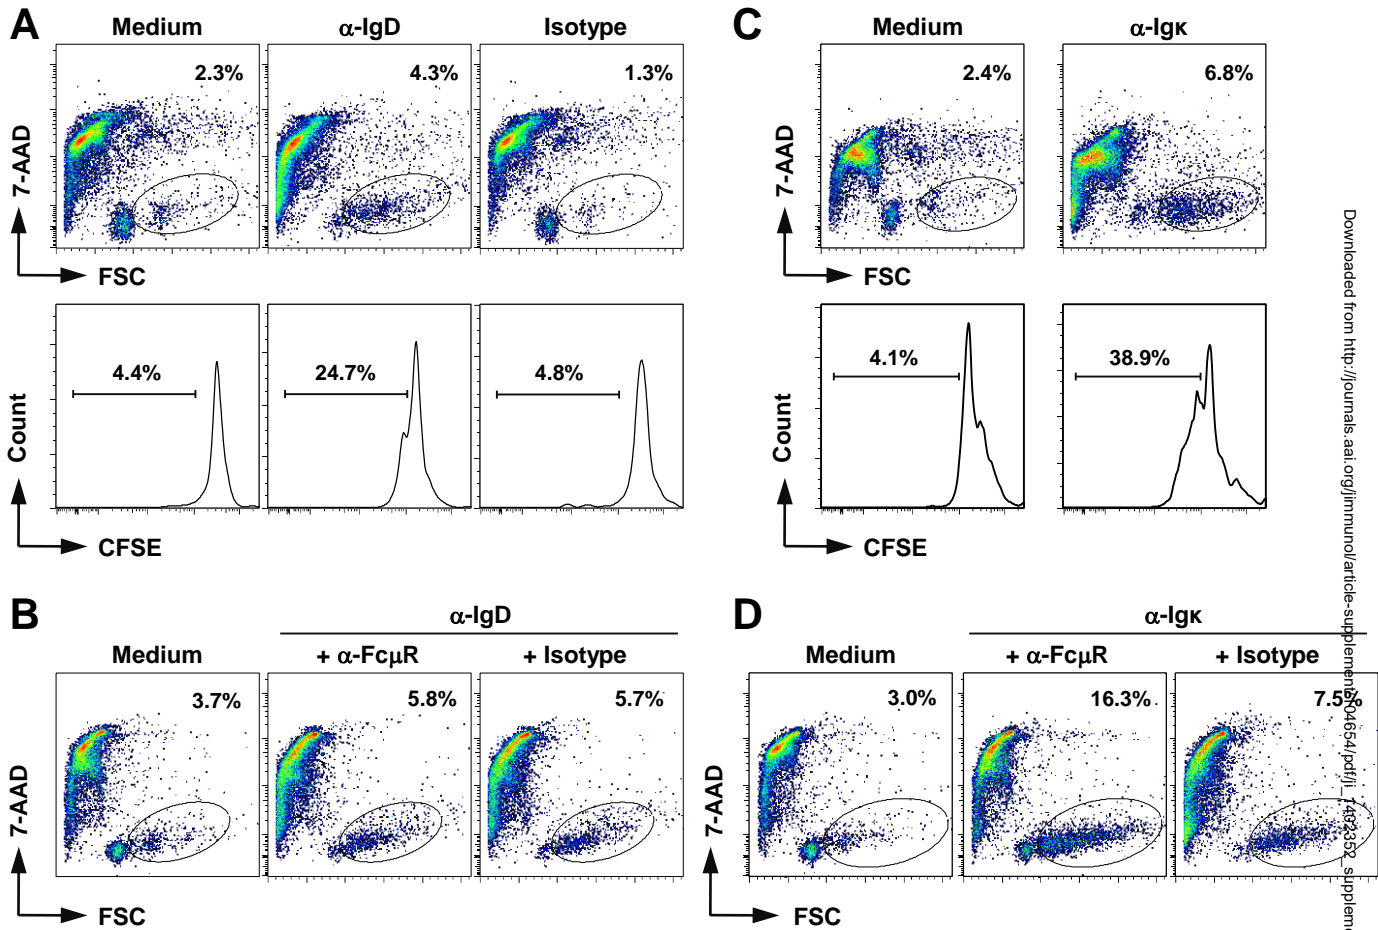 A
Medium
α-IgD
Isotype
2.3%
4.3%
1.3%
7-AAD
FSC
4.4%
24.7%
4.8%
Count
CFSE
C
Medium
α-Igκ
2.4%
6.8%
7-AAD
FSC
4.1%
38.9%
Count
CFSE
B
α-IgD
Medium
+ α-FcμR
+ Isotype
3.7%
5.8%
5.7%
7-AAD
FSC
D
α-Igκ
Medium
+ α-FcμR
+ Isotype
3.0%
16.3%
7.5%
7-AAD
FSC
Downloaded from http://journals.aai.org/jimmunol/article-supplement/